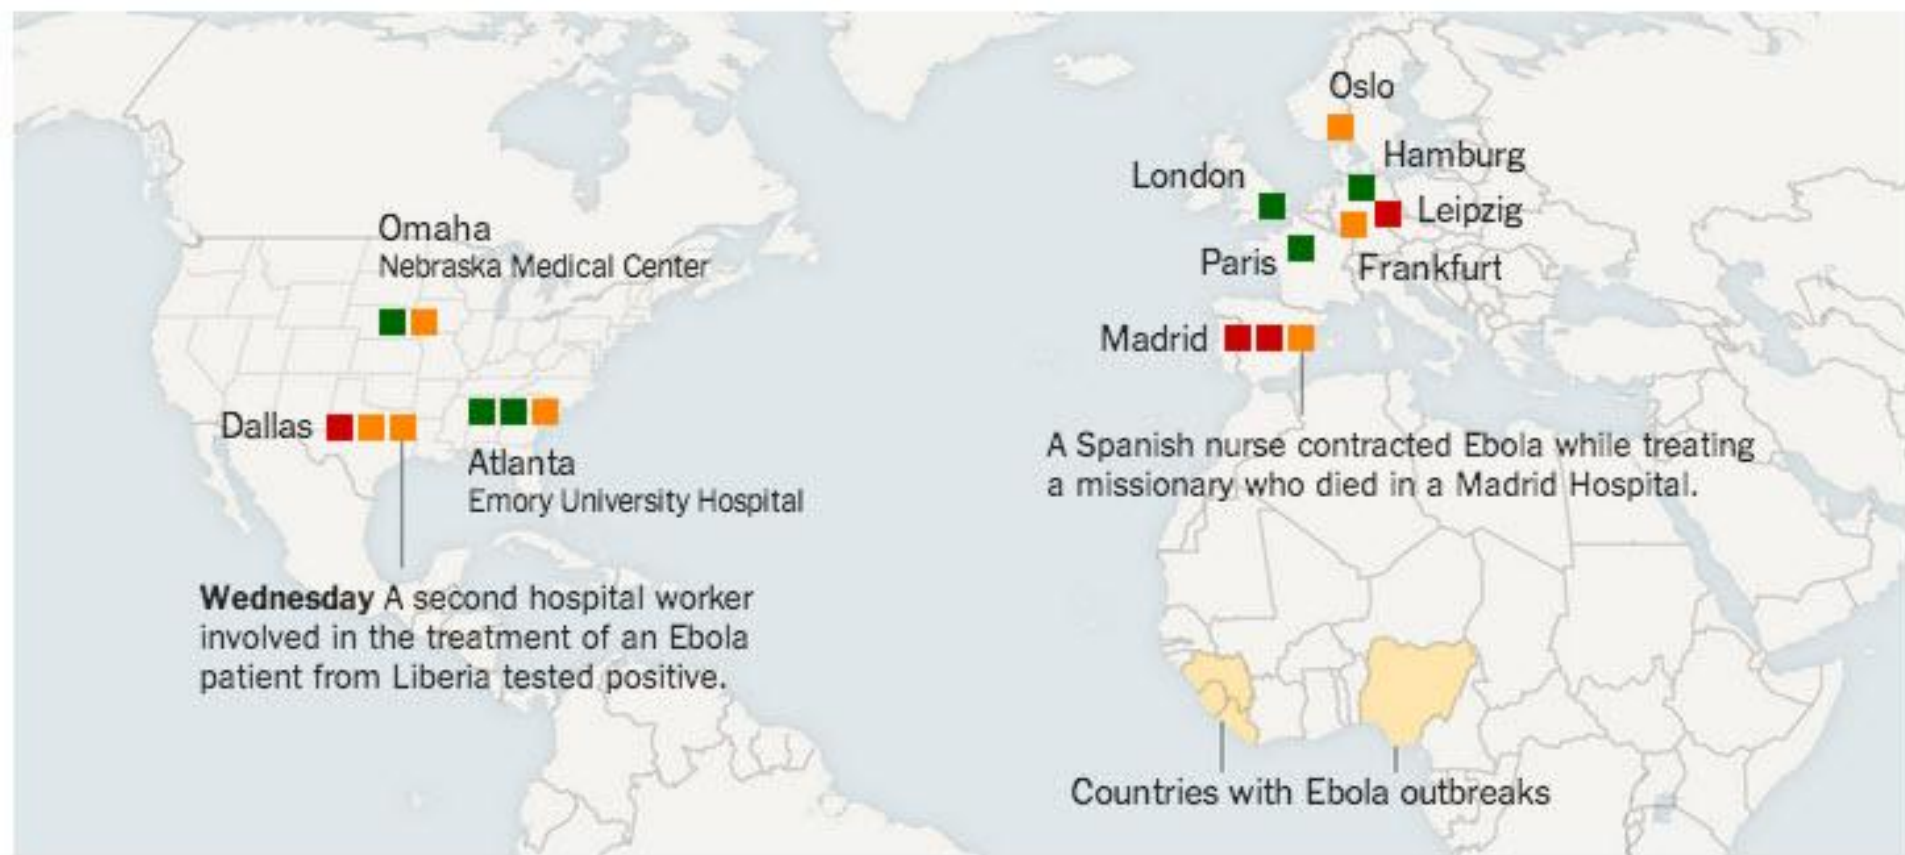 Oslo
Hamburg
London
Leipzig
Paris
Frankfurt
Madrid
A Spanish nurse contracted Ebola while treating
a missionary who died in a Madrid Hospital.
Omaha
Nebraska Medical Center
Dallas
Atlanta
Emory University Hospital
Wednesday A second hospital worker
involved in the treatment of an Ebola
patient from Liberia tested positive.
Countries with Ebola outbreaks